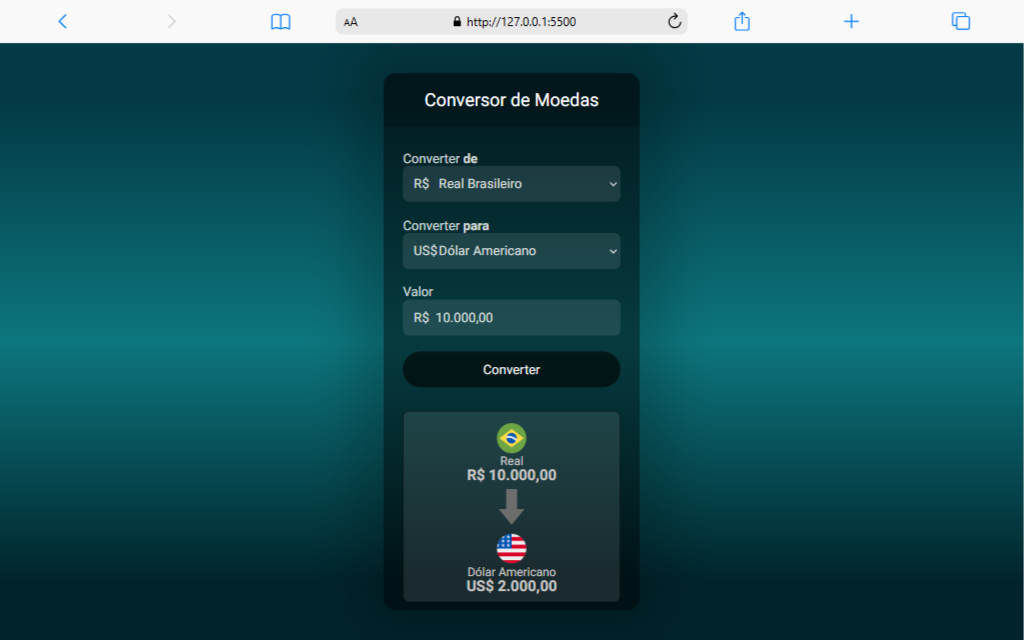 AA
http://127.0.0.1:5500
Conversor de Moedas
Converter de
R$ Real Brasileiro
Converter para
US$Dólar Americano
Valor
R$ 10.000,00
Converter
Real
R$ 10.000,00
Dólar Americano
US$ 2.000,00